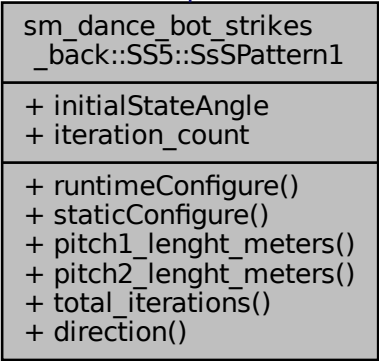 sm_dance_bot_strikes
_back::SS5::SsSPattern1
+ initialStateAngle
+ iteration_count
+ runtimeConfigure()
+ staticConfigure()
+ pitch1_lenght_meters()
+ pitch2_lenght_meters()
+ total_iterations()
+ direction()